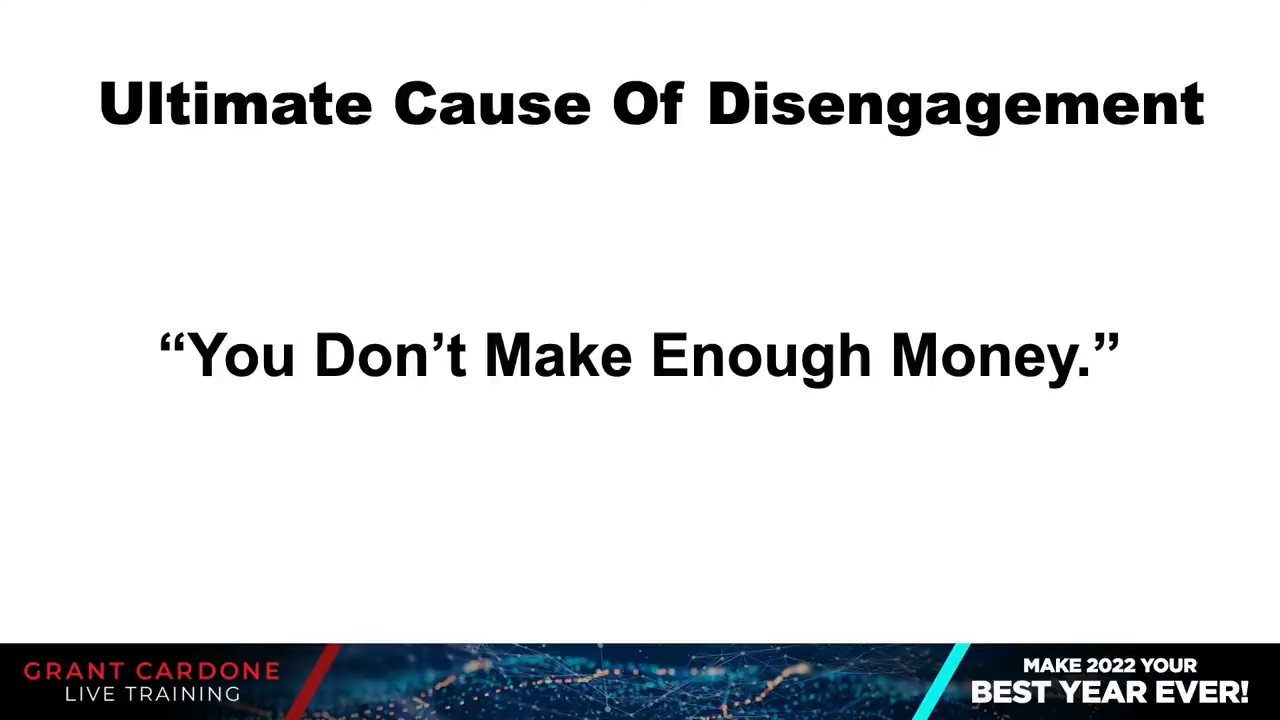 Ultimate Cause Of Disengagement
“You Don’t Make Enough Money.”
GRANT CARDONE
LIVE TRAINING
MAKE 2022 YOUR
BEST YEAR EVER!